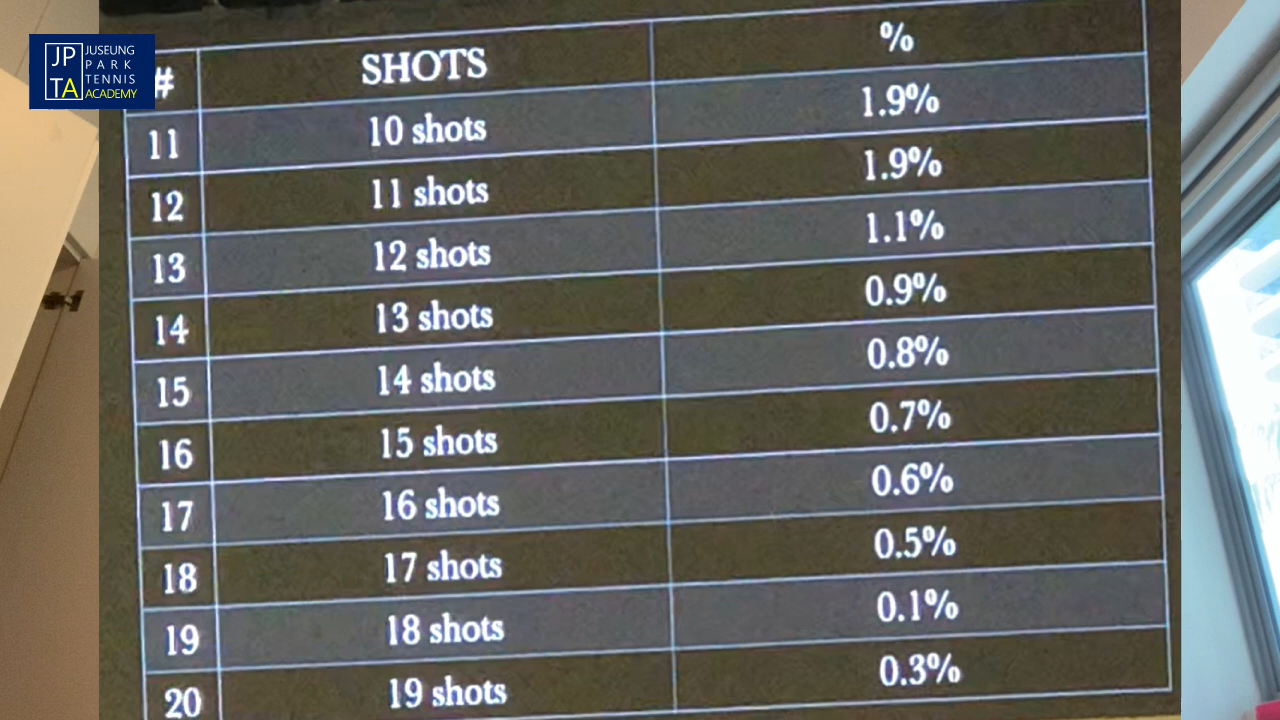 JP
TA
JUSEUNG
PARK
TENNIS
ACADEMY
# SHOTS %
11 10 shots 1.9%
12 11 shots 1.9%
13 12 shots 1.1%
14 13 shots 0.9%
15 14 shots 0.8%
16 15 shots 0.7%
17 16 shots 0.6%
18 17 shots 0.5%
19 18 shots 0.1%
20 19 shots 0.3%